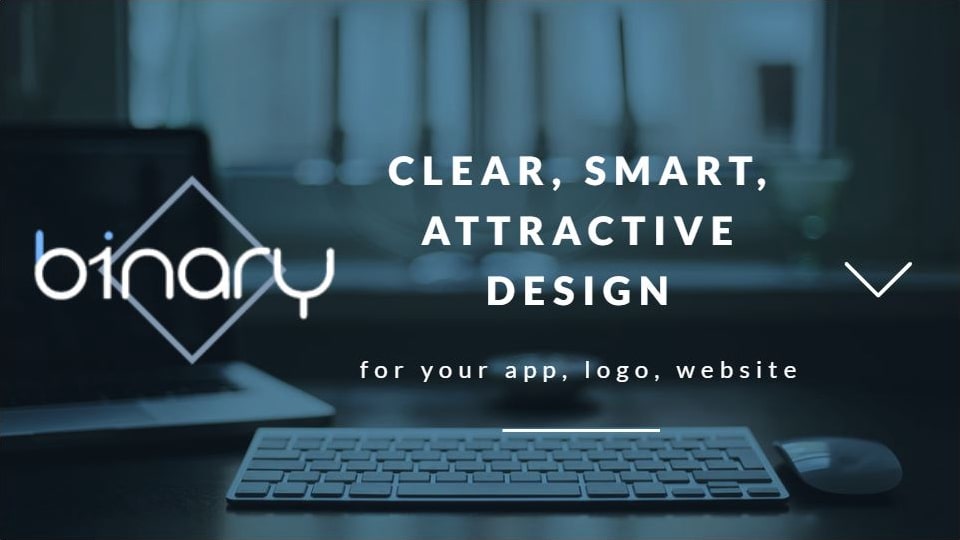 binary
CLEAR, SMART,
ATTRACTIVE
DESIGN
for your app, logo, website